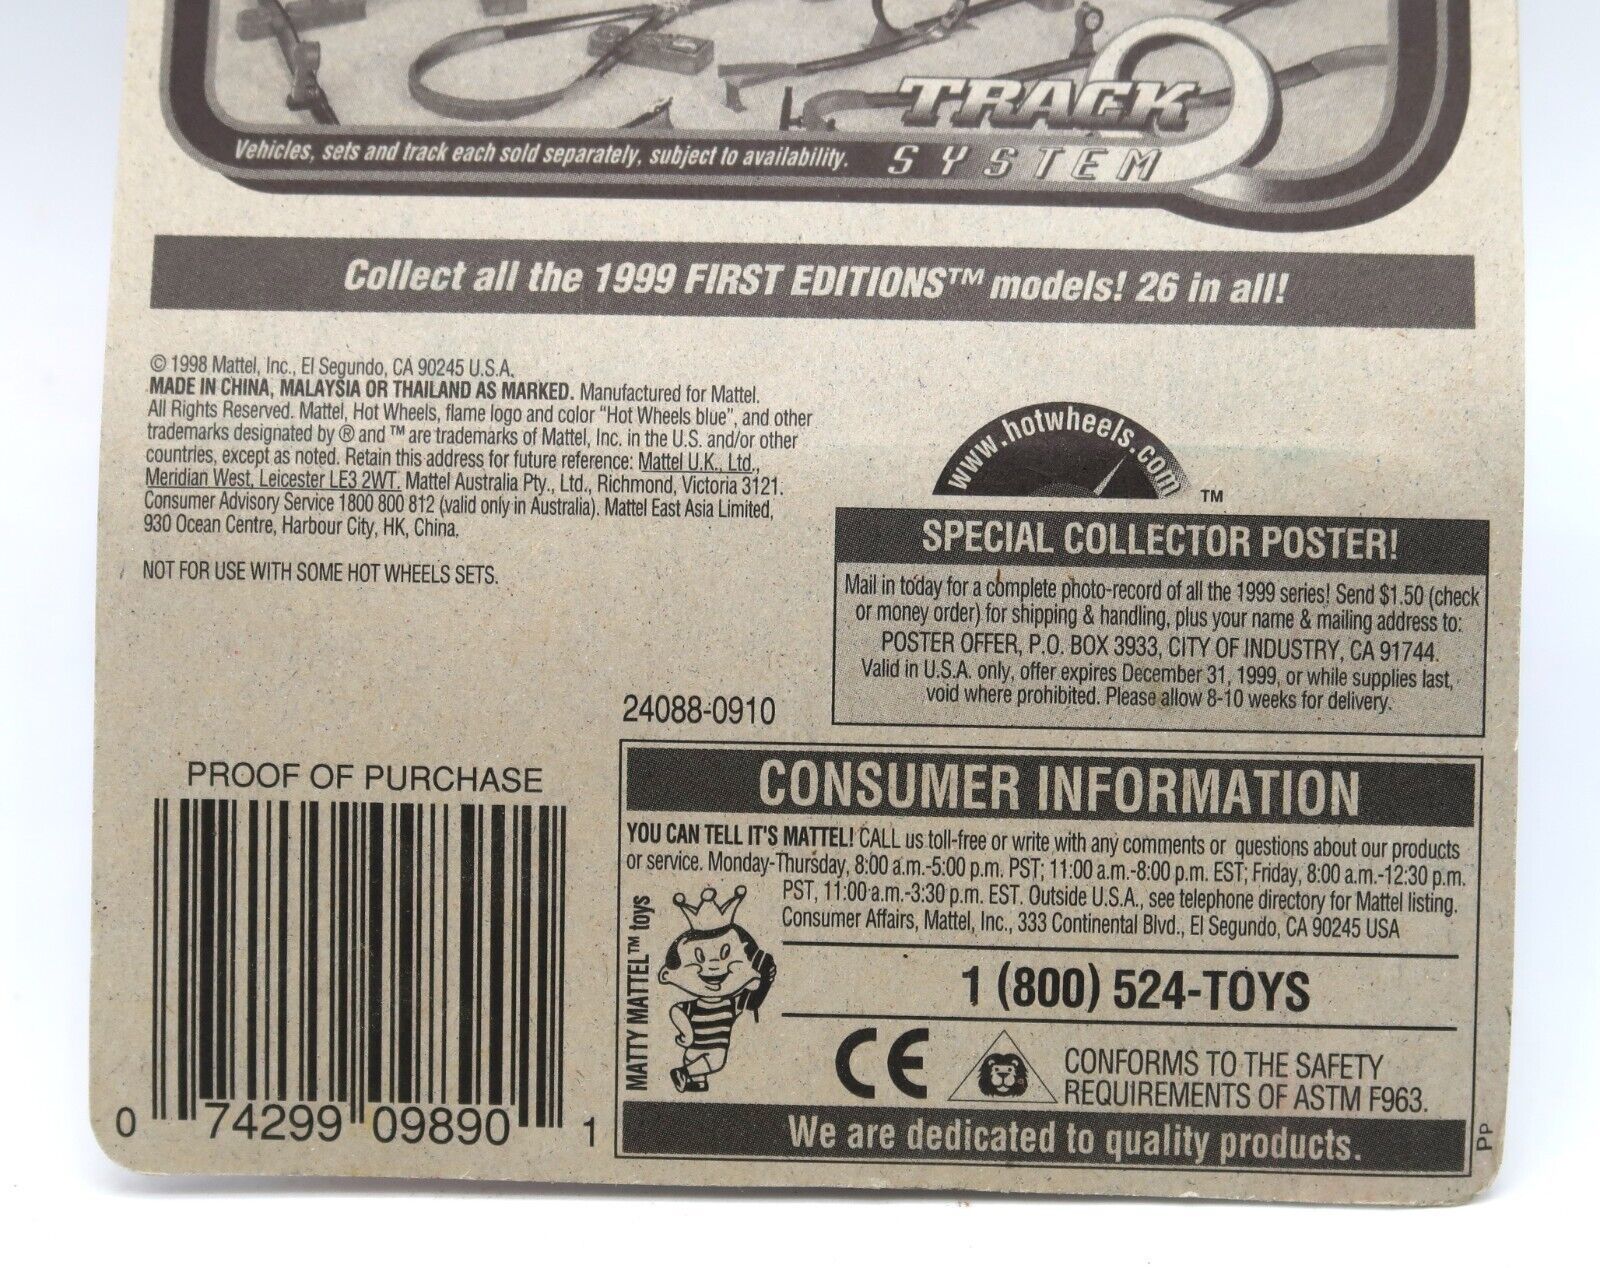 TRACK
SYSTEM
Vehicles, sets and track each sold separately, subject to availability.
Collect all the 1999 FIRST EDITIONS™ models! 26 in all!
© 1998 Mattel, Inc., El Segundo, CA 90245 U.S.A.
MADE IN CHINA, MALAYSIA OR THAILAND AS MARKED. Manufactured for Mattel.
All Rights Reserved. Mattel, Hot Wheels, flame logo and color "Hot Wheels blue", and other
trademarks designated by ® and ™ are trademarks of Mattel, Inc. in the U.S. and/or other
countries, except as noted. Retain this address for future reference: Mattel U.K., Ltd.,
Meridian West, Leicester LE3 2WT. Mattel Australia Pty., Ltd., Richmond, Victoria 3121.
Consumer Advisory Service 1800 800 812 (valid only in Australia). Mattel East Asia Limited,
930 Ocean Centre, Harbour City, HK, China.
NOT FOR USE WITH SOME HOT WHEELS SETS.
www.hotwheels.com ™
SPECIAL COLLECTOR POSTER!
Mail in today for a complete photo-record of all the 1999 series! Send $1.50 (check
or money order) for shipping & handling, plus your name & mailing address to:
POSTER OFFER, P.O. BOX 3933, CITY OF INDUSTRY, CA 91744.
Valid in U.S.A. only, offer expires December 31, 1999, or while supplies last,
void where prohibited. Please allow 8-10 weeks for delivery.
24088-0910
PROOF OF PURCHASE
0 74299 09890 1
CONSUMER INFORMATION
YOU CAN TELL IT'S MATTEL! CALL us toll-free or write with any comments or questions about our products
or service. Monday-Thursday, 8:00 a.m.-5:00 p.m. PST; 11:00 a.m.-8:00 p.m. EST; Friday, 8:00 a.m.-12:30 p.m.
PST, 11:00 a.m.-3:30 p.m. EST. Outside U.S.A., see telephone directory for Mattel listing.
Consumer Affairs, Mattel, Inc., 333 Continental Blvd., El Segundo, CA 90245 USA
MATTY MATTEL™ toys
1 (800) 524-TOYS
CE
CONFORMS TO THE SAFETY
REQUIREMENTS OF ASTM F963.
We are dedicated to quality products.
PP